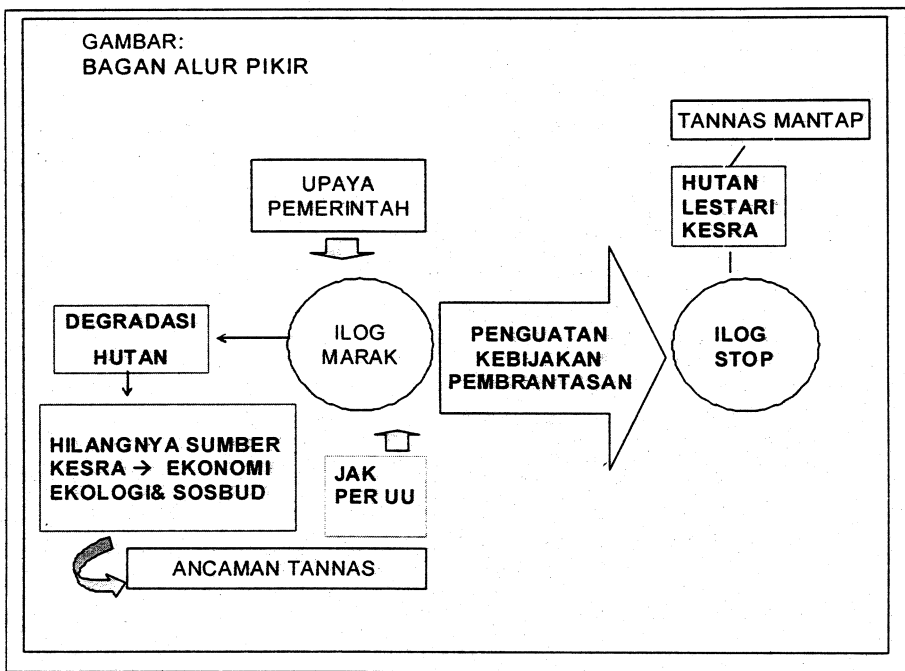 GAMBAR:
BAGAN ALUR PIKIR
TANNAS MANTAP
UPAYA
PEMERINTAH
HUTAN
LESTARI
KESRA
DEGRADASI
HUTAN
ILOG
MARAK
PENGUATAN
KEBIJAKAN
PEMBRANTASAN
ILOG
STOP
HILANGNYA SUMBER
KESRA → EKONOMI
EKOLOGI& SOSBUD
JAK
PER UU
ANCAMAN TANNAS